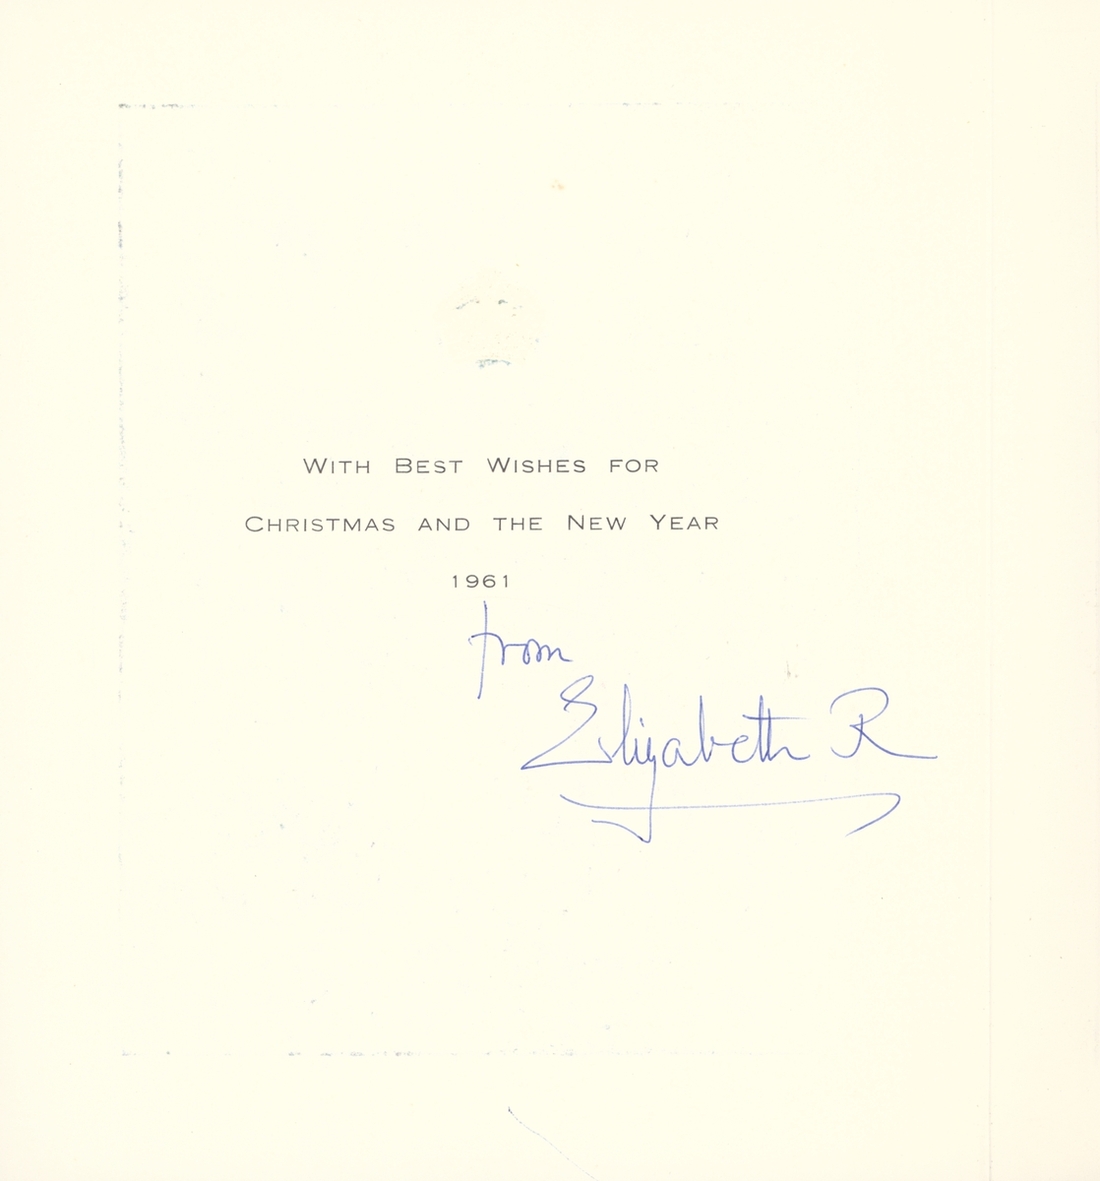 With Best Wishes for
Christmas and the New Year
1961
from
Elizabeth R